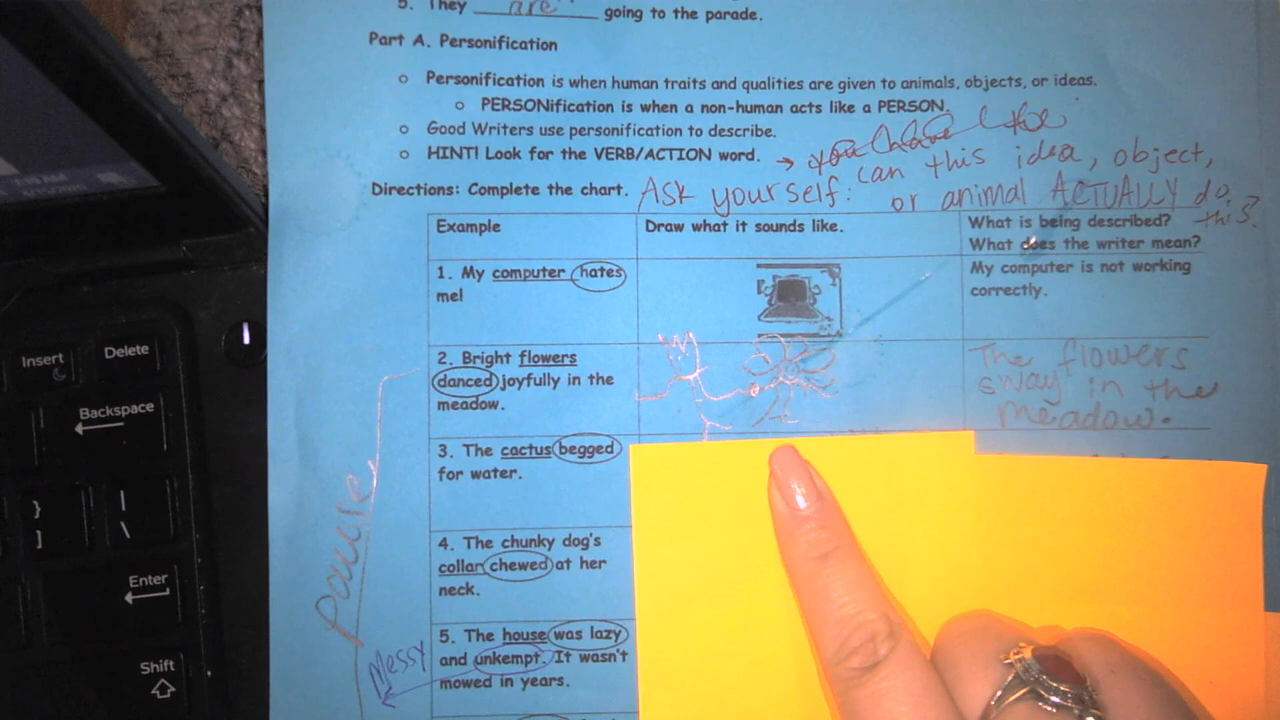 5. They are going to the parade.
Part A. Personification
o Personification is when human traits and qualities are given to animals, objects, or ideas.
o PERSONification is when a non-human acts like a PERSON.
o Good Writers use personification to describe.
o HINT! Look for the VERB/ACTION word. →
can this idea, object,
Directions: Complete the chart. Ask yourself: or animal ACTUALLY do
this?
Example
Draw what it sounds like.
What is being described?
What does the writer mean?
1. My computer hates
me!
My computer is not working
correctly.
2. Bright flowers
danced joyfully in the
meadow.
The flowers
sway in the
meadow.
3. The cactus begged
for water.
4. The chunky dog's
collar chewed at her
neck.
5. The house was lazy
and unkempt. It wasn't
mowed in years.
pause
Messy
Insert
Delete
Backspace
}
]
|
\
Enter
Shift